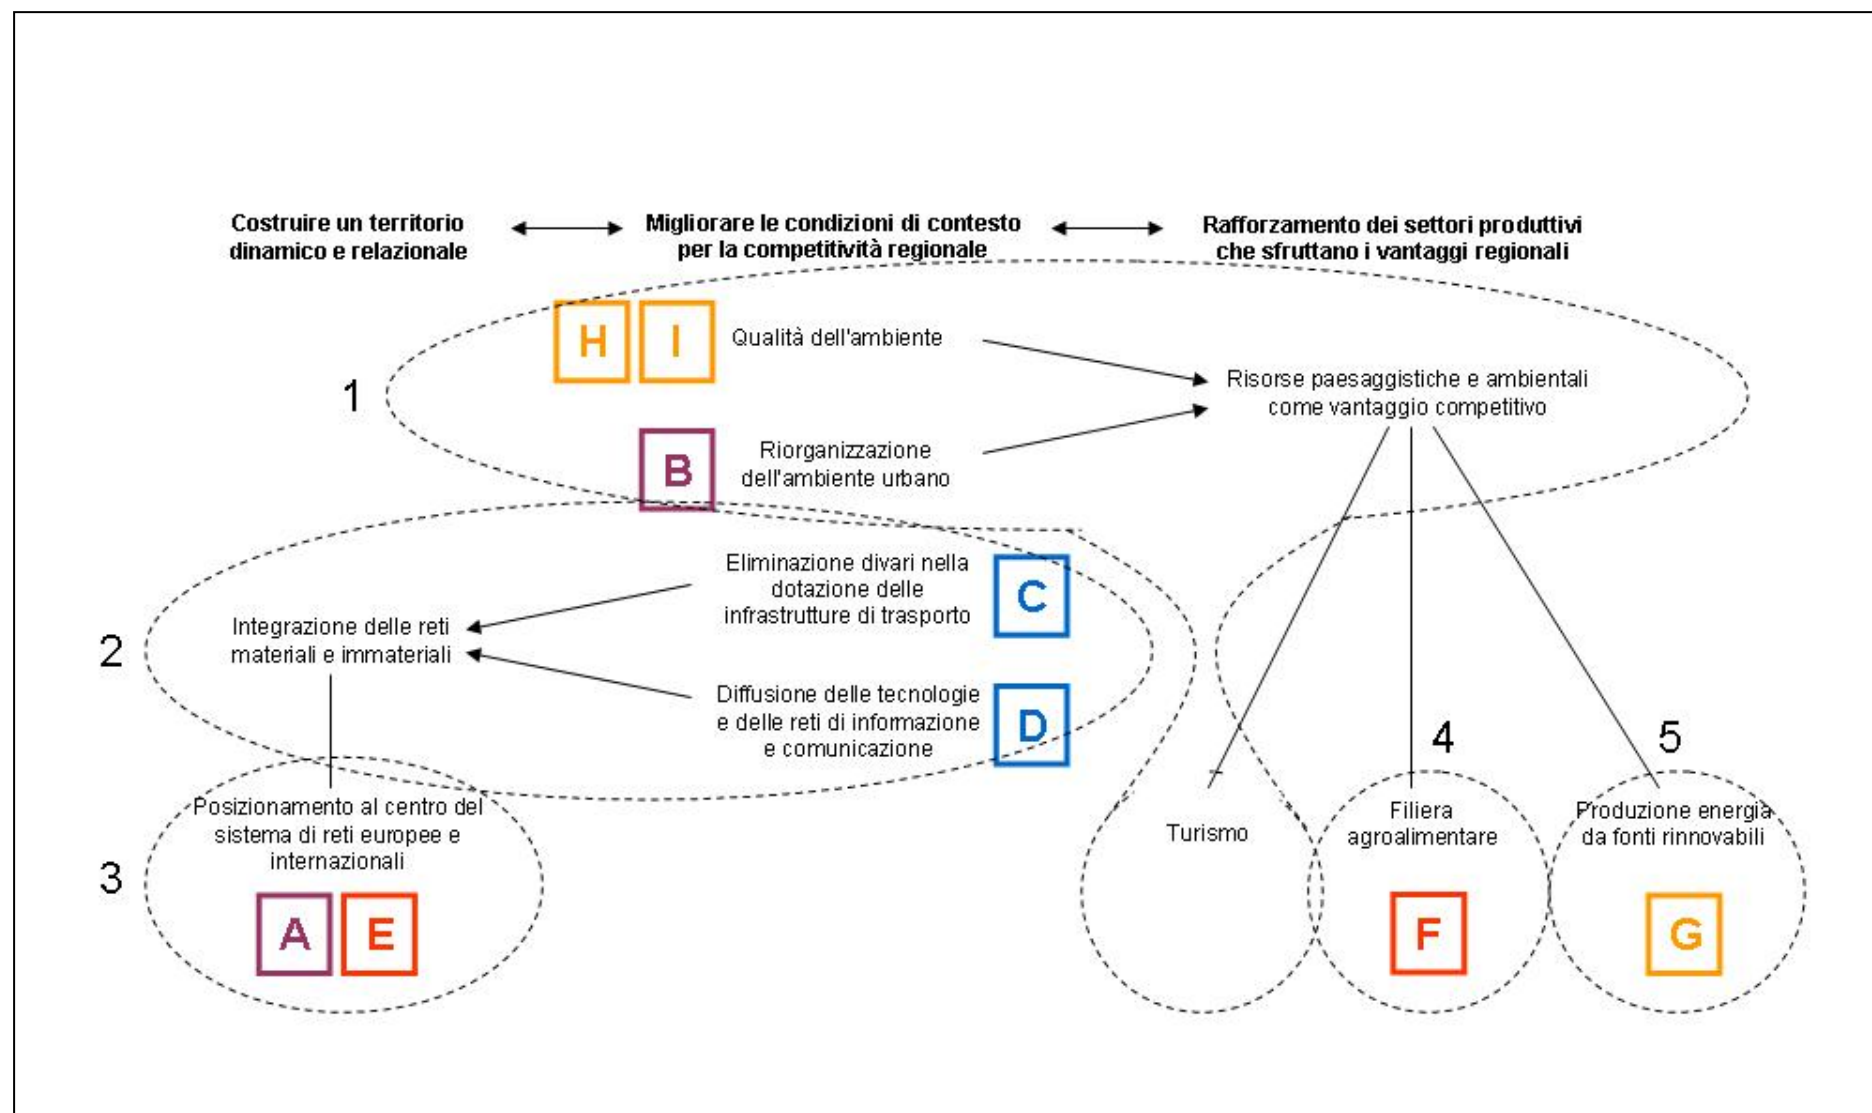 Costruire un territorio
dinamico e relazionale
Migliorare le condizioni di contesto
per la competitività regionale
Rafforzamento dei settori produttivi
che sfruttano i vantaggi regionali
1
H
I
Qualità dell'ambiente
B
Riorganizzazione
dell'ambiente urbano
Risorse paesaggistiche e ambientali
come vantaggio competitivo
2
Integrazione delle reti
materiali e immateriali
Eliminazione divari nella
dotazione delle
infrastrutture di trasporto
C
Diffusione delle tecnologie
e delle reti di informazione
e comunicazione
D
3
Posizionamento al centro del
sistema di reti europee e
internazionali
A
E
Turismo
4
Filiera
agroalimentare
F
5
Produzione energia
da fonti rinnovabili
G